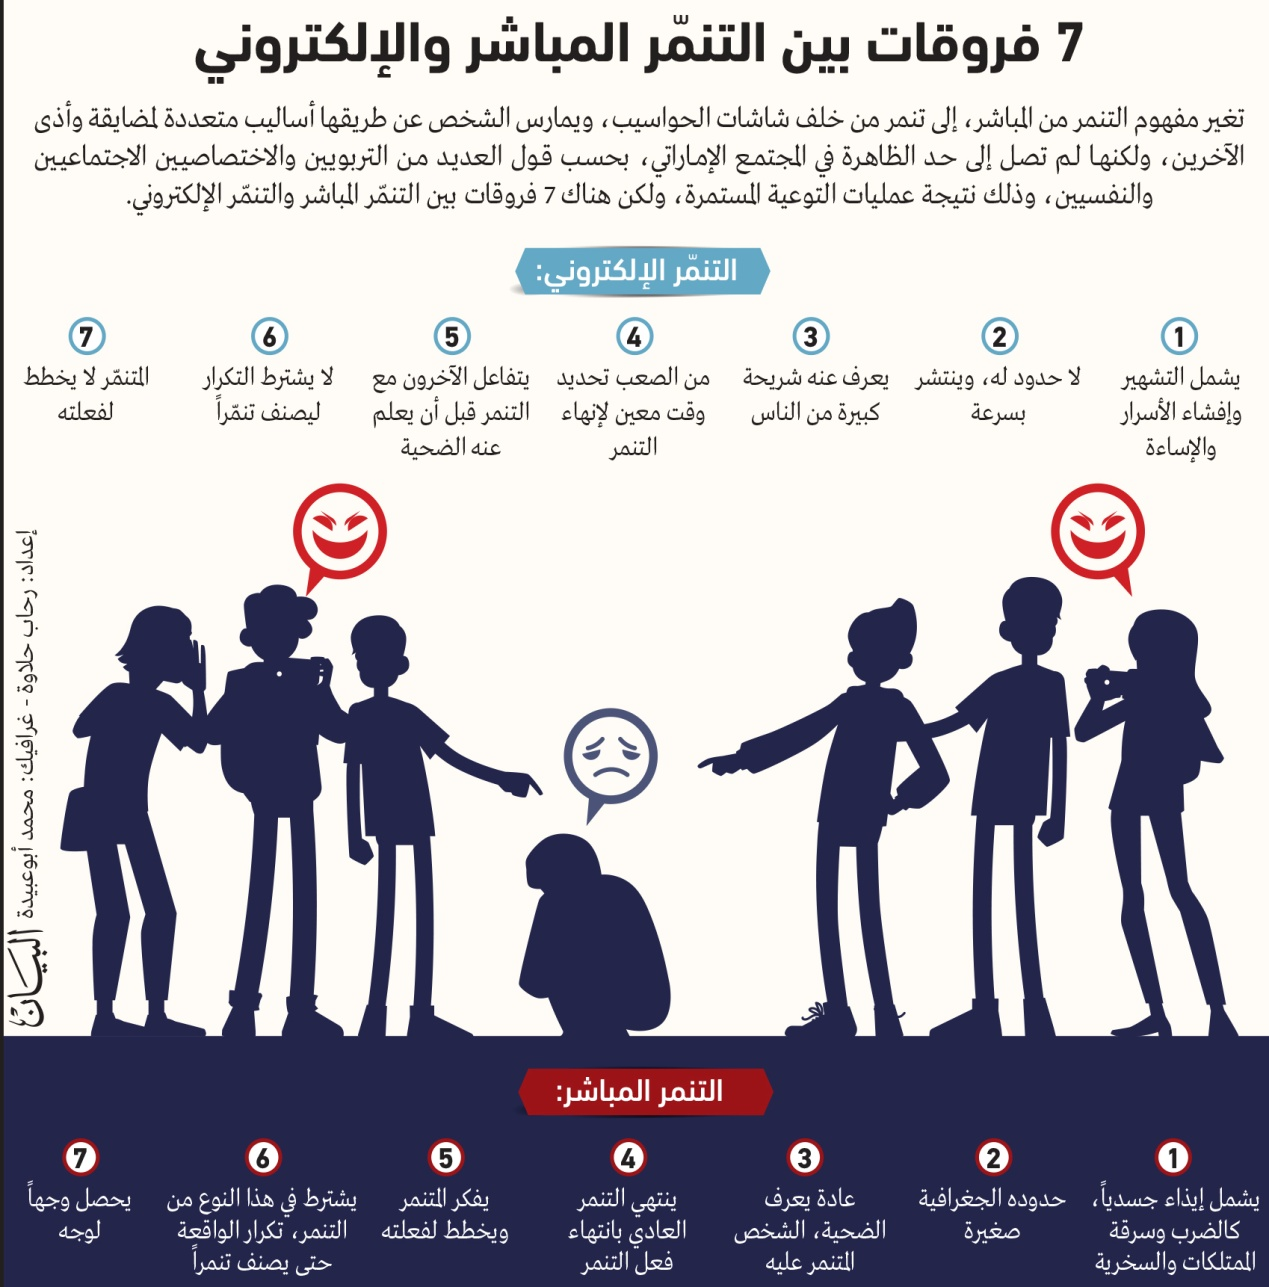 7 فروقات بين التنمّر المباشر والإلكتروني
تغير مفهوم التنمر من المباشر، إلى تنمر من خلف شاشات الحواسيب، ويمارس الشخص عن طريقها أساليب متعددة لمضايقة وأذى
الآخرين، ولكنها لم تصل إلى حد الظاهرة في المجتمع الإماراتي، بحسب قول العديد من التربويين والاختصاصيين الاجتماعيين
والنفسيين، وذلك نتيجة عمليات التوعية المستمرة، ولكن هناك 7 فروقات بين التنمّر المباشر والتنمّر الإلكتروني.
التنمّر الإلكتروني:
1
يشمل التشهير
وإفشاء الأسرار
والإساءة
2
لا حدود له، وينتشر
بسرعة
3
يعرف عنه شريحة
كبيرة من الناس
4
من الصعب تحديد
وقت معين لإنهاء
التنمر
5
يتفاعل الآخرون مع
التنمر قبل أن يعلم
عنه الضحية
6
لا يشترط التكرار
ليصنف تنمّراً
7
المتنمّر لا يخطط
لفعلته
إعداد: رحاب حلاوة - غرافيك: محمد أبوعبيدة
البيان
التنمر المباشر:
1
يشمل إيذاء جسدياً،
كالضرب وسرقة
الممتلكات والسخرية
2
حدوده الجغرافية
صغيرة
3
عادة يعرف
الضحية، الشخص
المتنمر عليه
4
ينتهي التنمر
العادي بانتهاء
فعل التنمر
5
يفكر المتنمر
ويخطط لفعلته
6
يشترط في هذا النوع من
التنمر، تكرار الواقعة
حتى يصنف تنمراً
7
يحصل وجهاً
لوجه